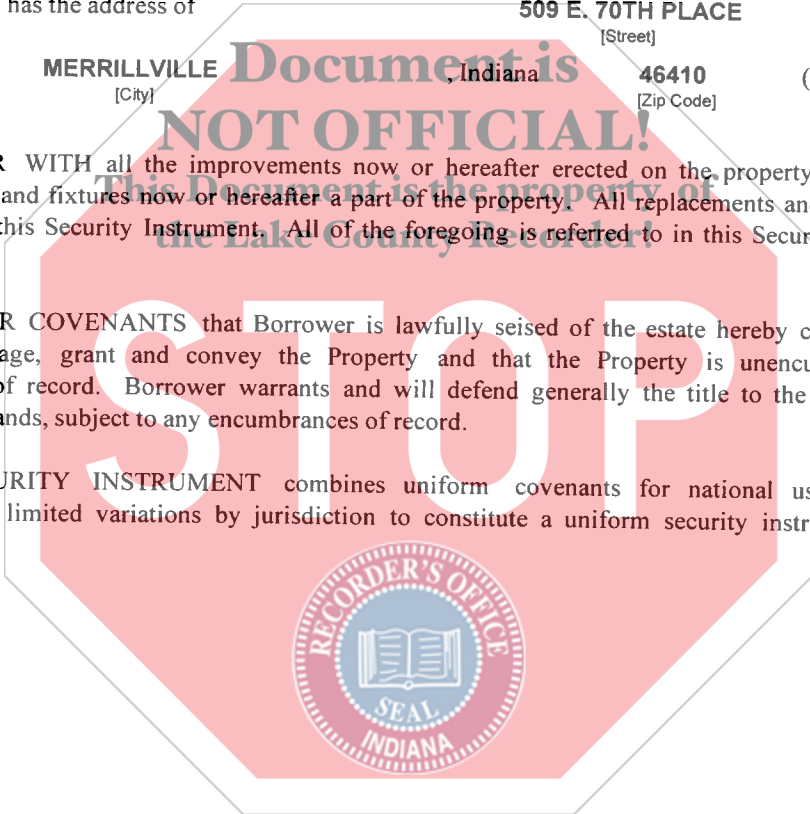 has the address of 509 E. 70TH PLACE
[Street]
MERRILLVILLE , Indiana 46410 (
[City] [Zip Code]
Document is
NOT OFFICIAL!
This Document is the property of
the Lake County Recorder!
R WITH all the improvements now or hereafter erected on the property
and fixtures now or hereafter a part of the property. All replacements an
this Security Instrument. All of the foregoing is referred to in this Secur
R COVENANTS that Borrower is lawfully seised of the estate hereby c
age, grant and convey the Property and that the Property is unencu
of record. Borrower warrants and will defend generally the title to the
ands, subject to any encumbrances of record.
STOP
URITY INSTRUMENT combines uniform covenants for national us
limited variations by jurisdiction to constitute a uniform security instr
RECORDER'S OFFICE
SEAL
INDIANA